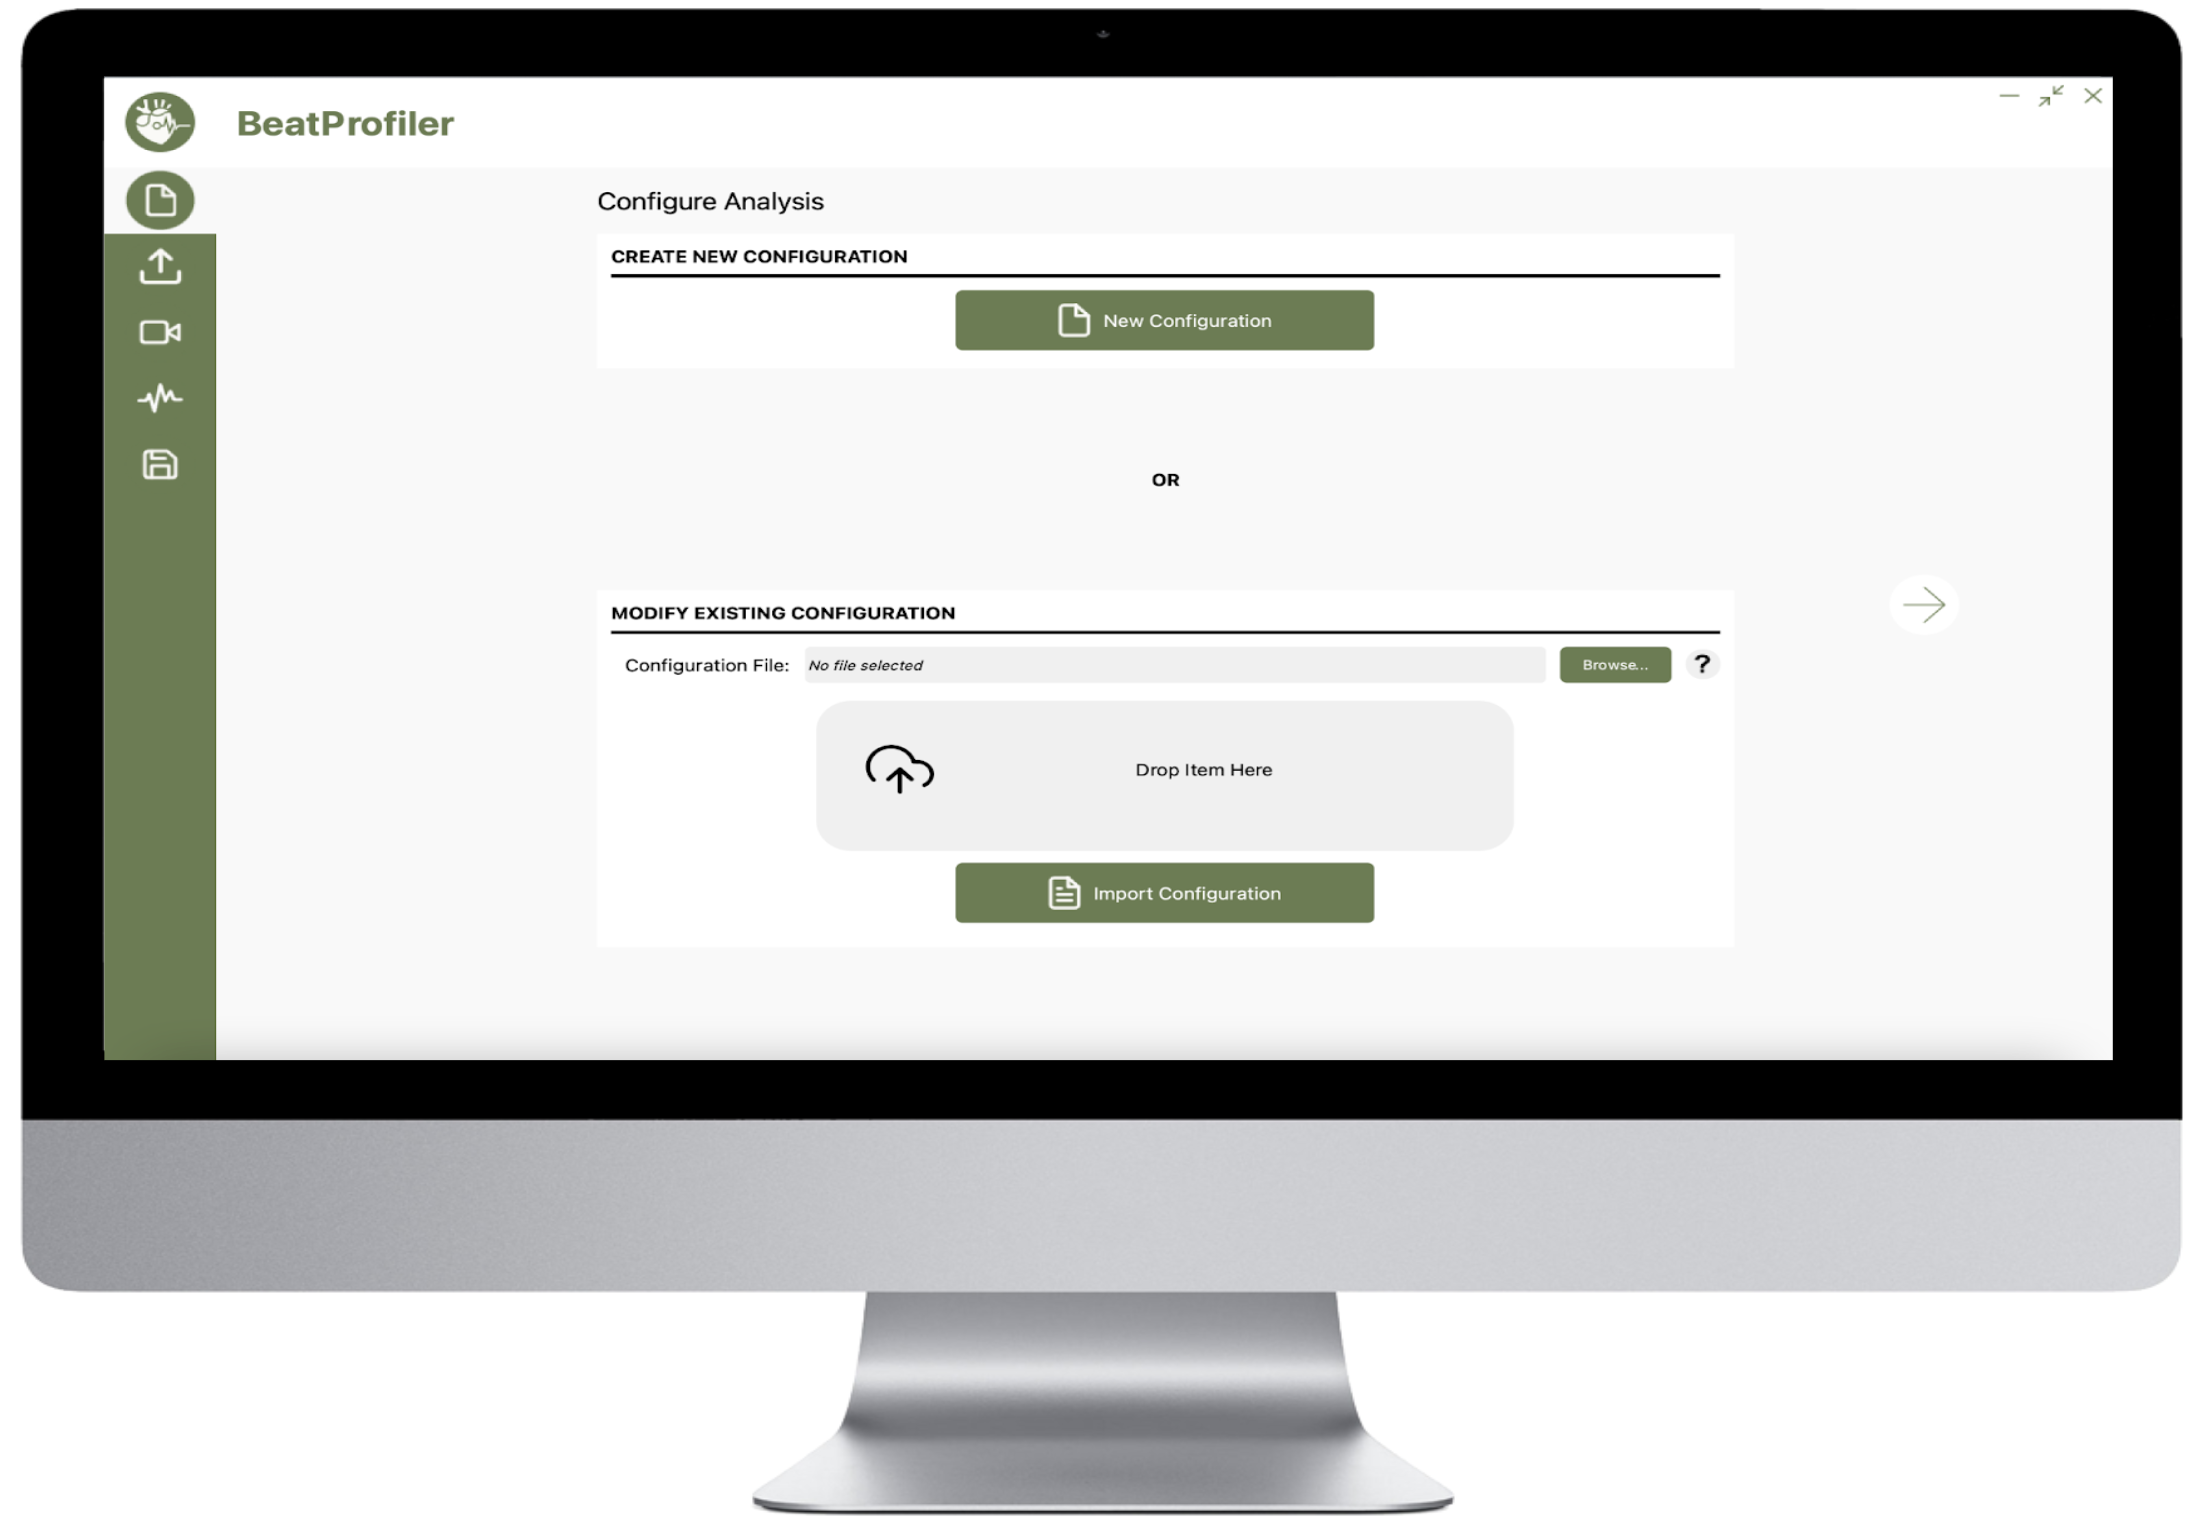 BeatProfiler
Configure Analysis
CREATE NEW CONFIGURATION
New Configuration
OR
MODIFY EXISTING CONFIGURATION
Configuration File: No file selected Browse... ?
Drop Item Here
Import Configuration